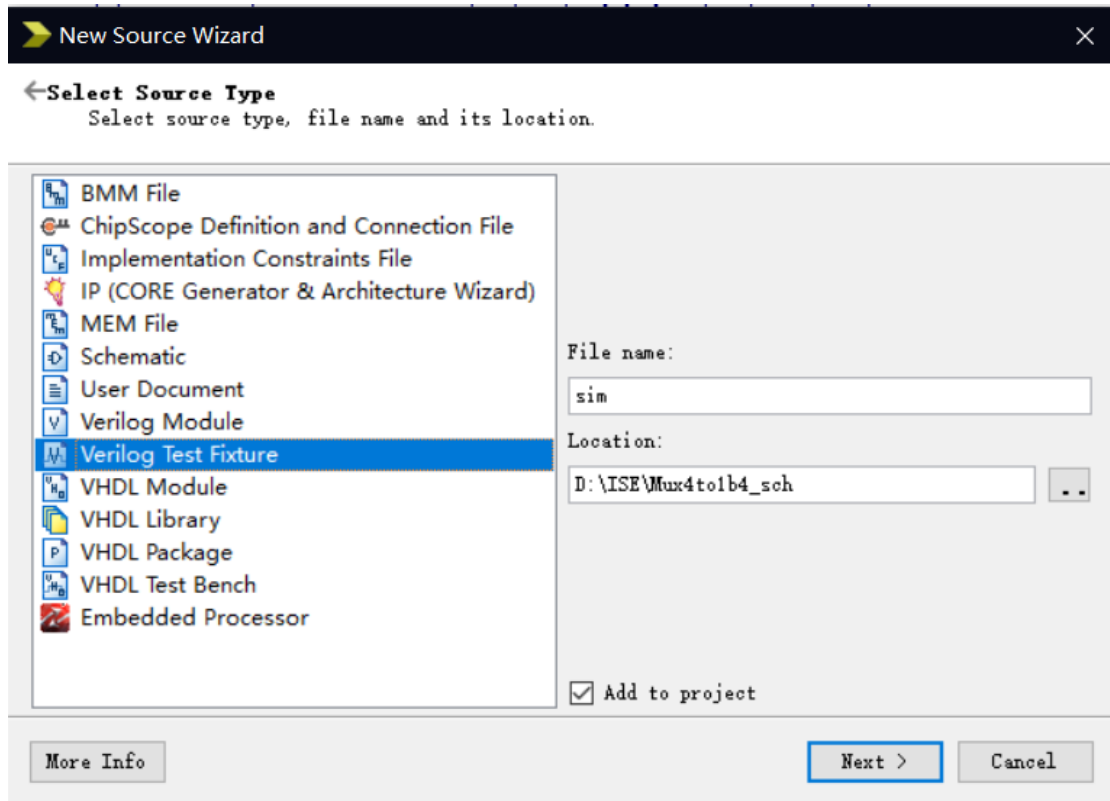 New Source Wizard
Select Source Type
Select source type, file name and its location.
BMM File
ChipScope Definition and Connection File
Implementation Constraints File
IP (CORE Generator & Architecture Wizard)
MEM File
Schematic
User Document
Verilog Module
Verilog Test Fixture
VHDL Module
VHDL Library
VHDL Package
VHDL Test Bench
Embedded Processor
File name:
sim
Location:
D:\ISE\Mux4to1b4_sch
..
Add to project
More Info
Next >
Cancel